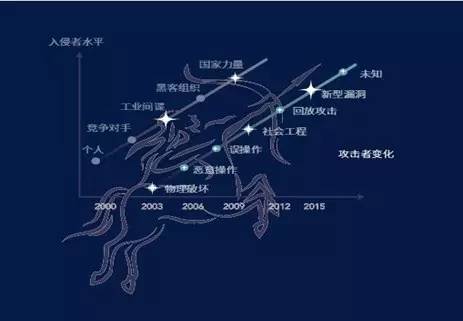 入侵者水平
国家力量
未知
黑客组织
新型漏洞
工业间谍
回放攻击
竞争对手
社会工程
个人
误操作
攻击者变化
恶意操作
物理破坏
2000 2003 2006 2009 2012 2015